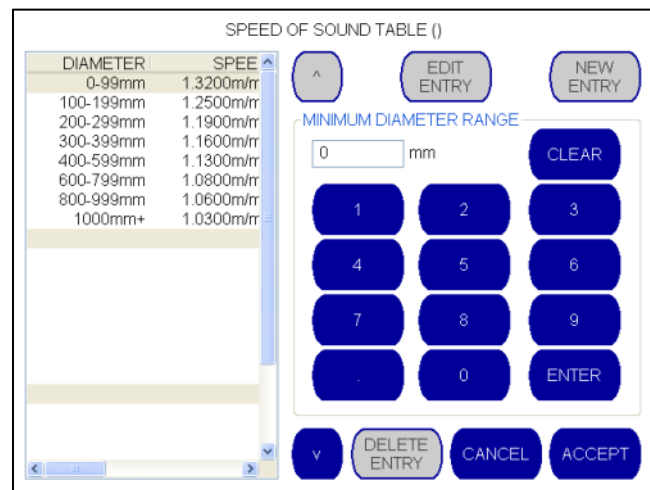 SPEED OF SOUND TABLE ()
DIAMETER SPEE
0-99mm 1.3200m/m
100-199mm 1.2500m/m
200-299mm 1.1900m/m
300-399mm 1.1600m/m
400-599mm 1.1300m/m
600-799mm 1.0800m/m
800-999mm 1.0600m/m
1000mm+ 1.0300m/m
^
EDIT
ENTRY
NEW
ENTRY
MINIMUM DIAMETER RANGE
0 mm
CLEAR
1 2 3
4 5 6
7 8 9
. 0 ENTER
v
DELETE
ENTRY
CANCEL
ACCEPT